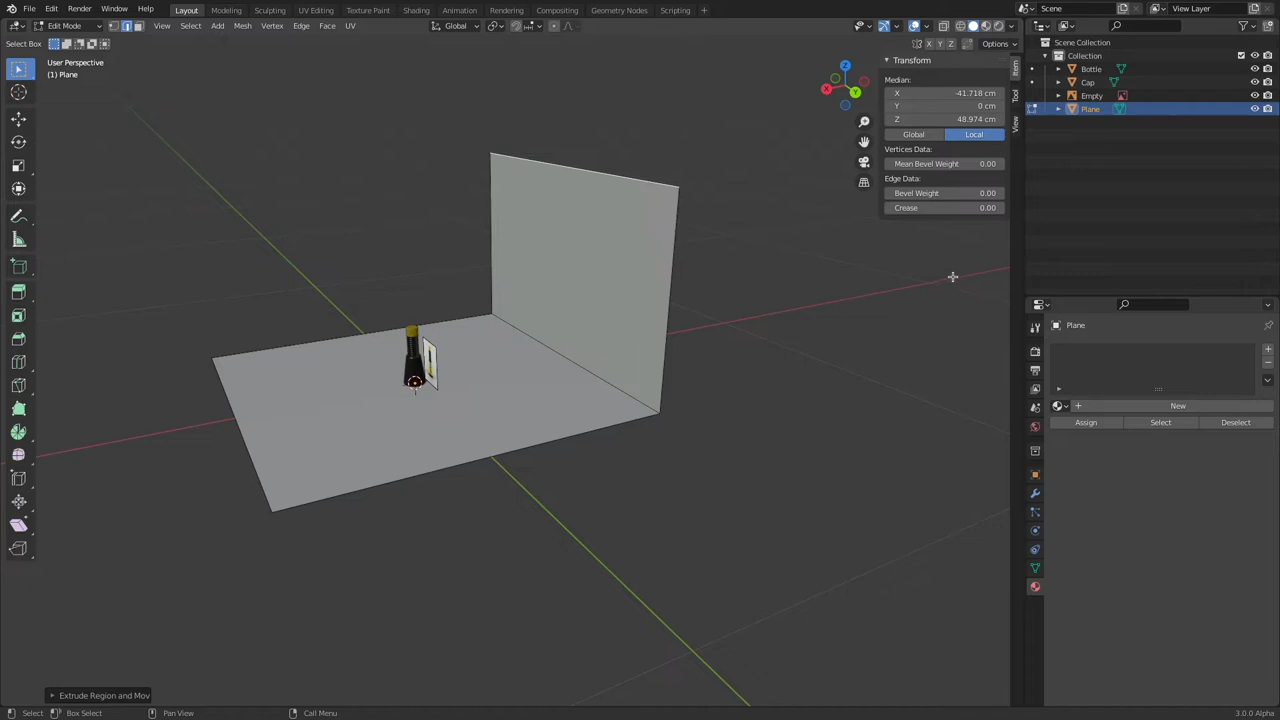 File Edit Render Window Help Layout Modeling Sculpting UV Editing Texture Paint Shading Animation Rendering Compositing Geometry Nodes Scripting + Scene View Layer
Edit Mode View Select Add Mesh Vertex Edge Face UV Global
Select Box X Y Z Options
User Perspective
(1) Plane
Z
X
Y
Transform
Median:
X -41.718 cm
Y 0 cm
Z 48.974 cm
Global Local
Vertices Data:
Mean Bevel Weight 0.00
Edge Data:
Bevel Weight 0.00
Crease 0.00
Item
Tool
View
Scene Collection
Collection
Bottle
Cap
Empty
Plane
Plane
New
Assign Select Deselect
Extrude Region and Mov
Select Box Select Pan View Call Menu 3.0.0 Alpha